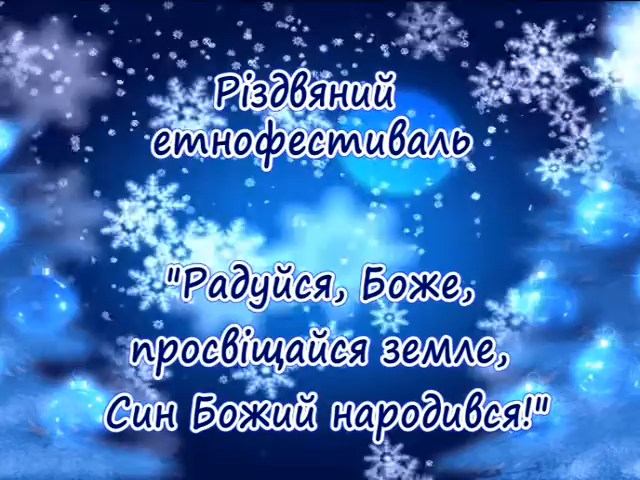 Різдвяний
етнофестиваль
"Радуйся, Боже,
просвіщайся земле,
Син Божий народився!"